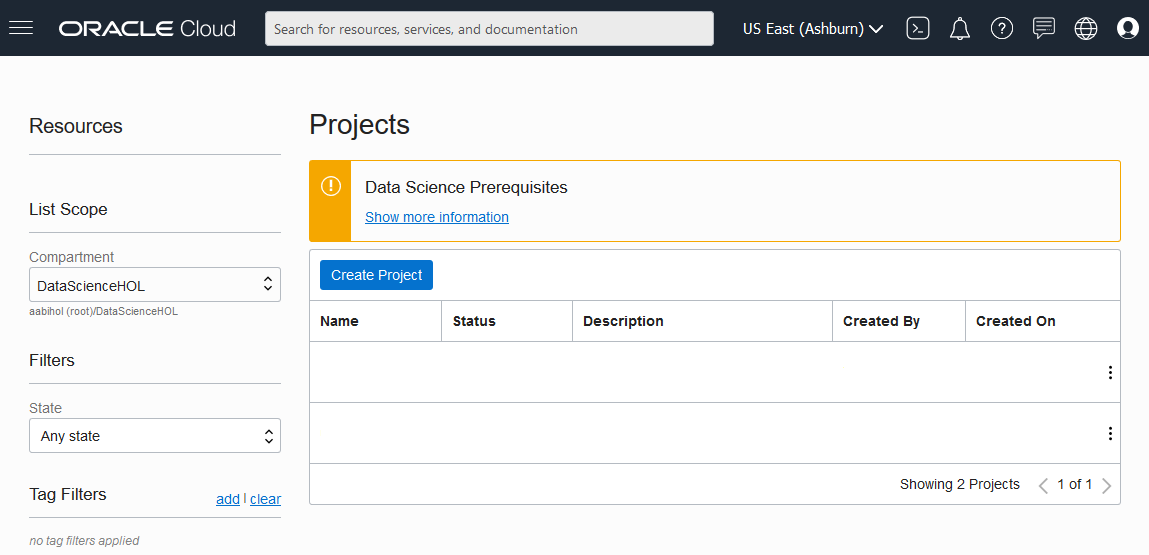 ORACLE Cloud
Search for resources, services, and documentation
US East (Ashburn)
Resources
List Scope
Compartment
DataScienceHOL
aabihol (root)/DataScienceHOL
Filters
State
Any state
Tag Filters
add | clear
no tag filters applied
Projects
Data Science Prerequisites
Show more information
Create Project
Name Status Description Created By Created On
Showing 2 Projects 1 of 1